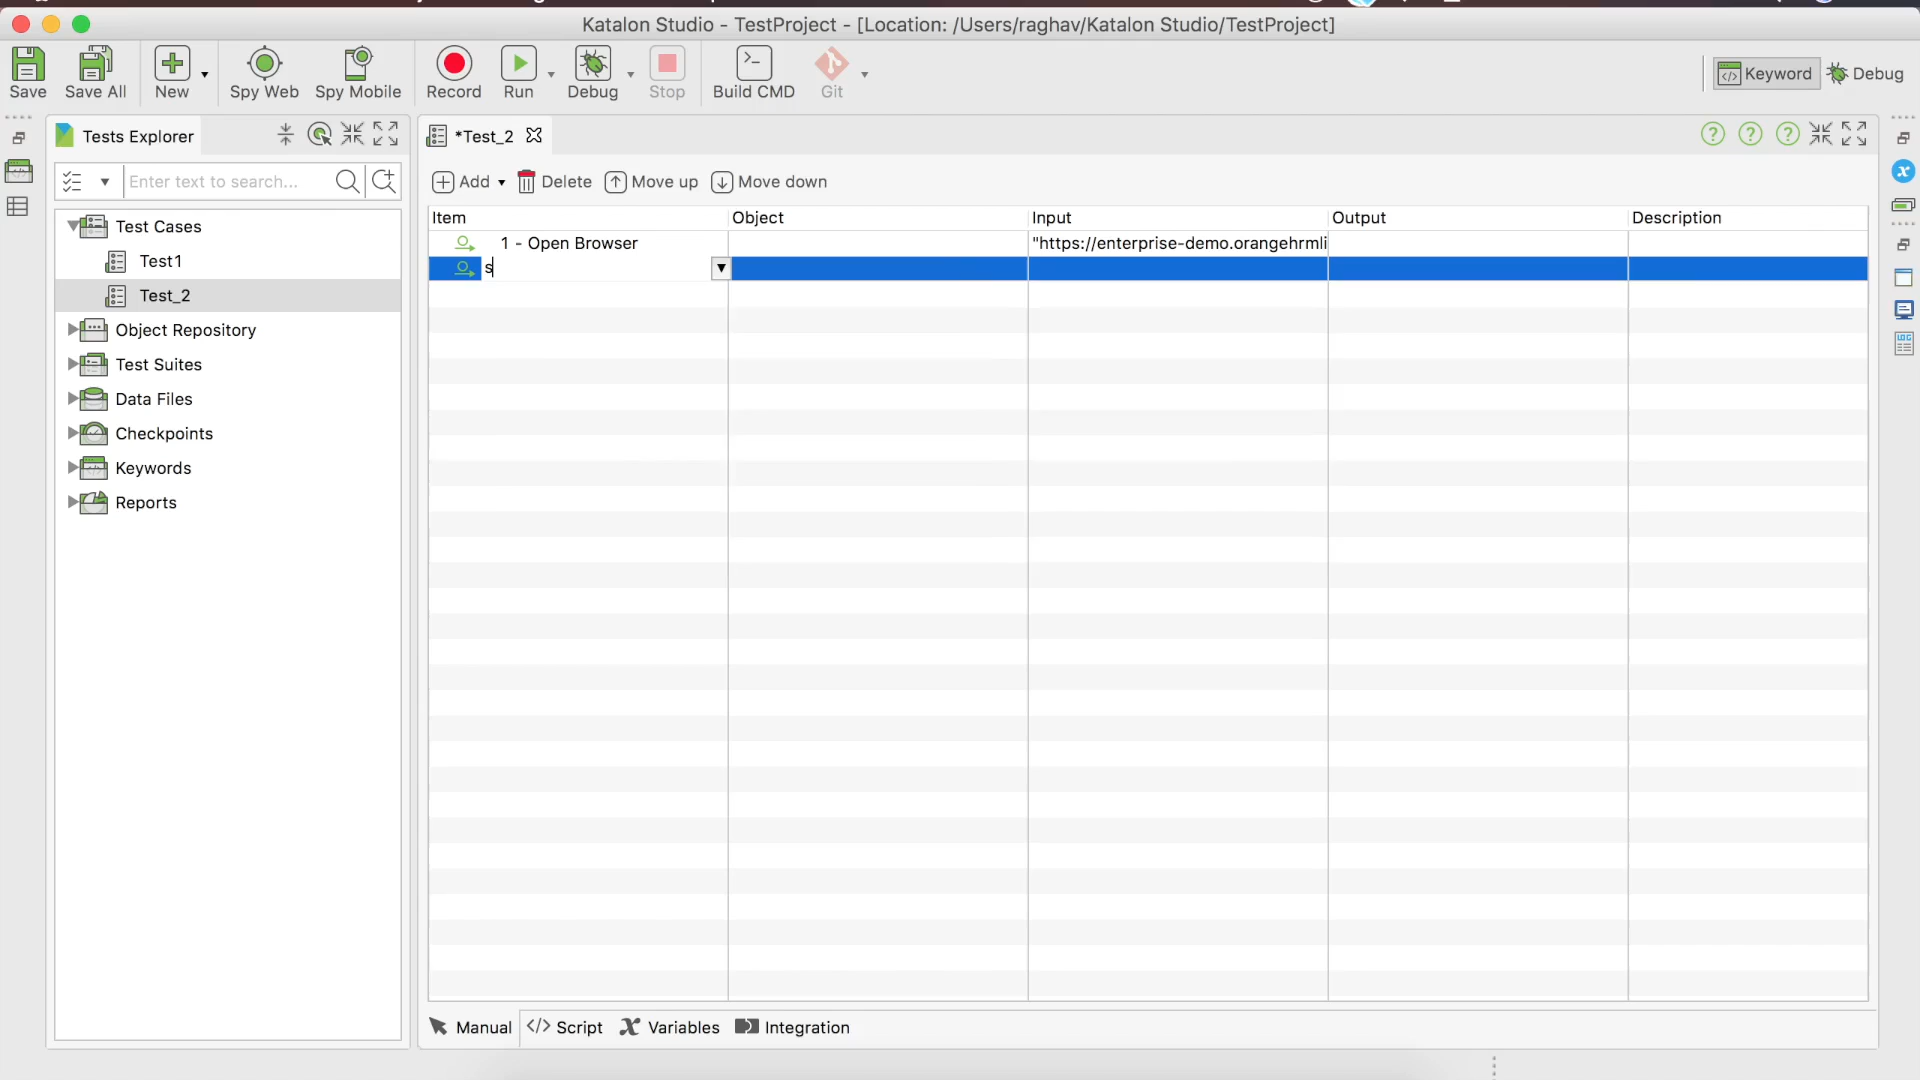 Katalon Studio - TestProject - [Location: /Users/raghav/Katalon Studio/TestProject]
Save
Save All
New
Spy Web
Spy Mobile
Record
Run
Debug
Stop
Build CMD
Git
Keyword
Debug
Tests Explorer
*Test_2
Enter text to search...
Add
Delete
Move up
Move down
Item
Object
Input
Output
Description
1 - Open Browser
"https://enterprise-demo.orangehrmli
s
Test Cases
Test1
Test_2
Object Repository
Test Suites
Data Files
Checkpoints
Keywords
Reports
Manual
Script
Variables
Integration